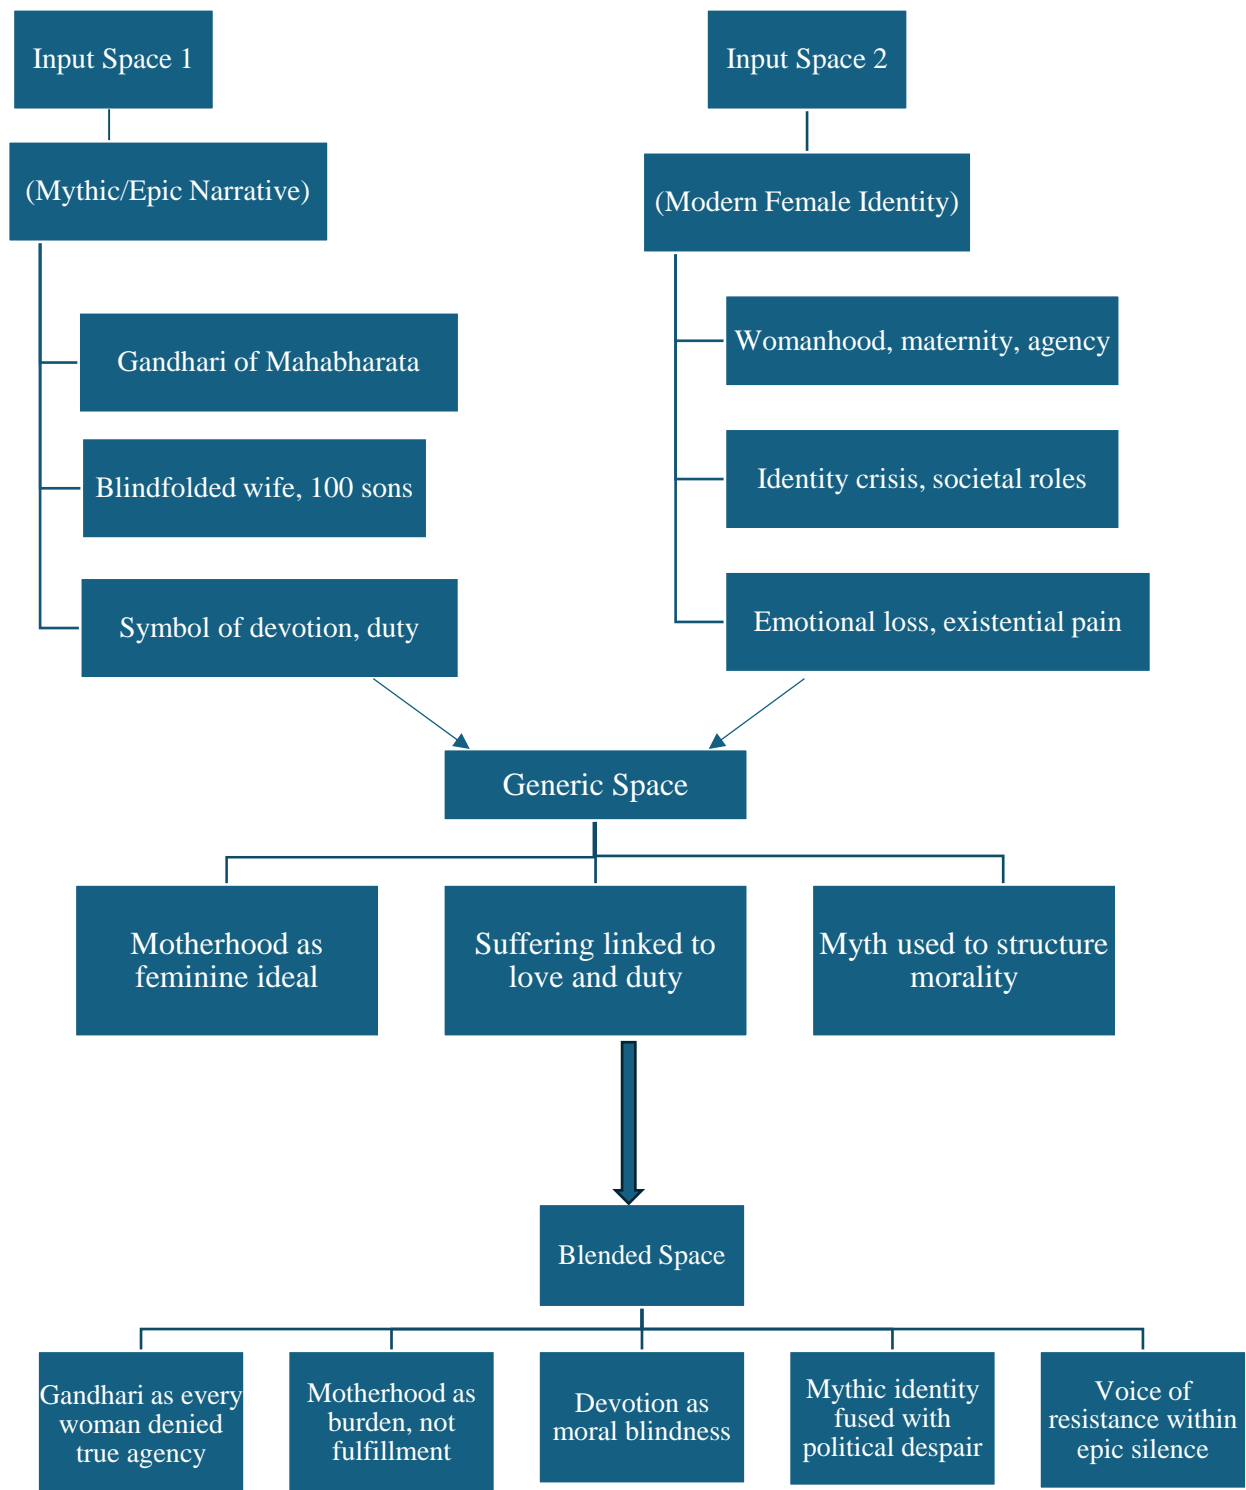 Input Space 1
(Mythic/Epic Narrative)
Gandhari of Mahabharata
Blindfolded wife, 100 sons
Symbol of devotion, duty
Input Space 2
(Modern Female Identity)
Womanhood, maternity, agency
Identity crisis, societal roles
Emotional loss, existential pain
Generic Space
Motherhood as
feminine ideal
Suffering linked to
love and duty
Myth used to structure
morality
Blended Space
Gandhari as every
woman denied
true agency
Motherhood as
burden, not
fulfillment
Devotion as
moral blindness
Mythic identity
fused with
political despair
Voice of
resistance within
epic silence